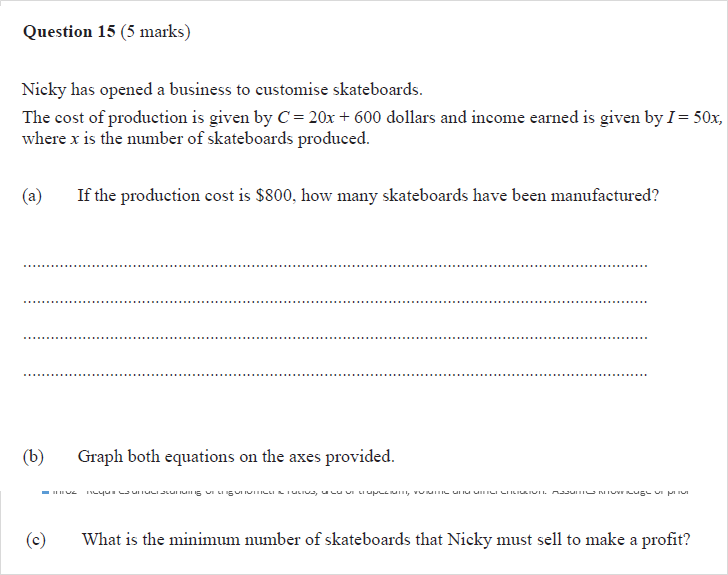 Question 15 (5 marks)
Nicky has opened a business to customise skateboards.
The cost of production is given by C = 20x + 600 dollars and income earned is given by I = 50x,
where x is the number of skateboards produced.
(a) If the production cost is $800, how many skateboards have been manufactured?
....................................................................................................
....................................................................................................
....................................................................................................
....................................................................................................
(b) Graph both equations on the axes provided.
(c) What is the minimum number of skateboards that Nicky must sell to make a profit?